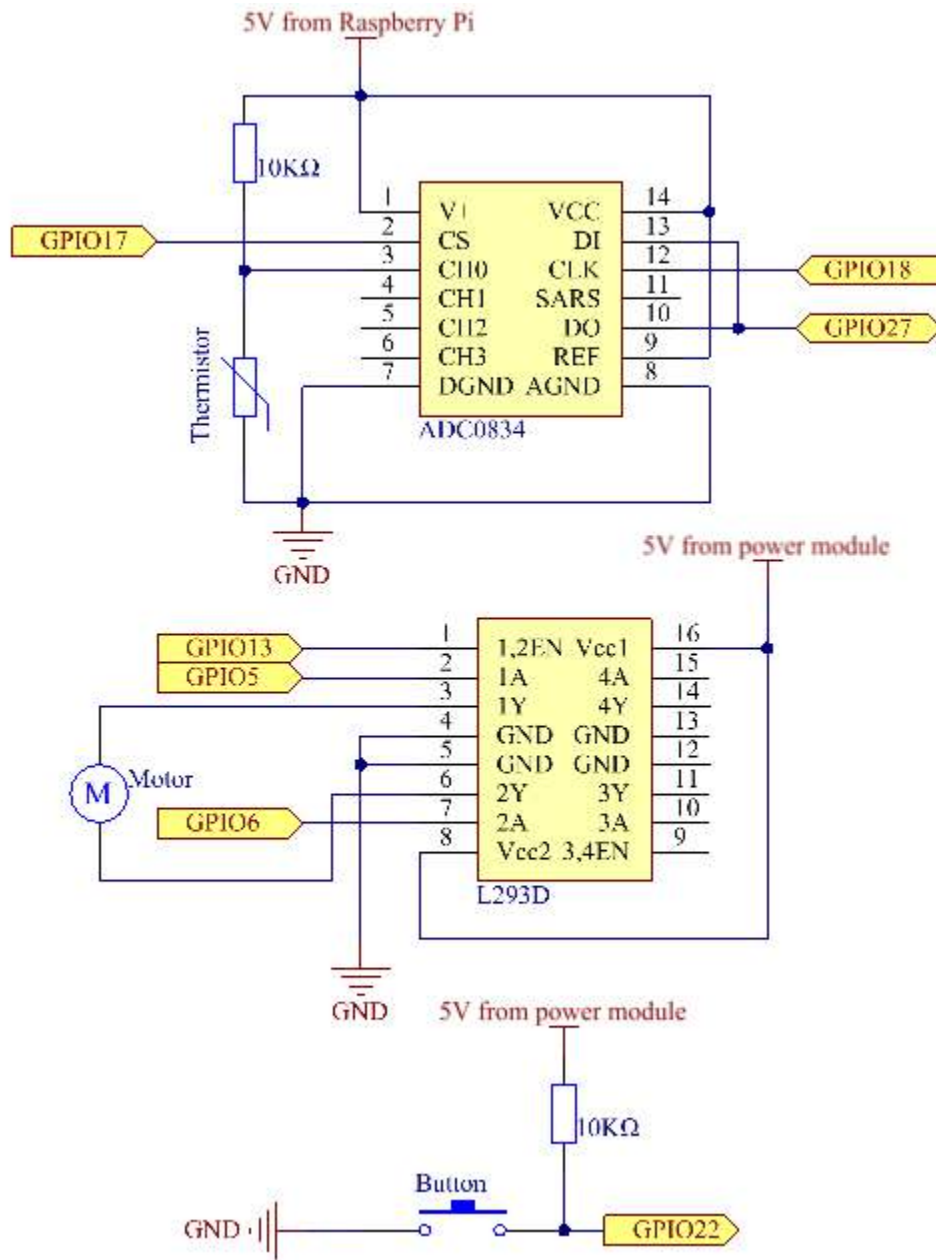 5V from Raspberry Pi
10KΩ
1 V+ VCC 14
GPIO17 2 CS DI 13
3 CH0 CLK 12 GPIO18
4 CH1 SARS 11
5 CH2 DO 10 GPIO27
6 CH3 REF 9
7 DGND AGND 8
Thermistor
ADC0834
GND
5V from power module
GPIO13 1 1,2EN Vcc1 16
GPIO5 2 1A 4A 15
3 1Y 4Y 14
4 GND GND 13
5 GND GND 12
M Motor 6 2Y 3Y 11
GPIO6 7 2A 3A 10
8 Vcc2 3,4EN 9
L293D
GND
5V from power module
10KΩ
Button
GND
GPIO22